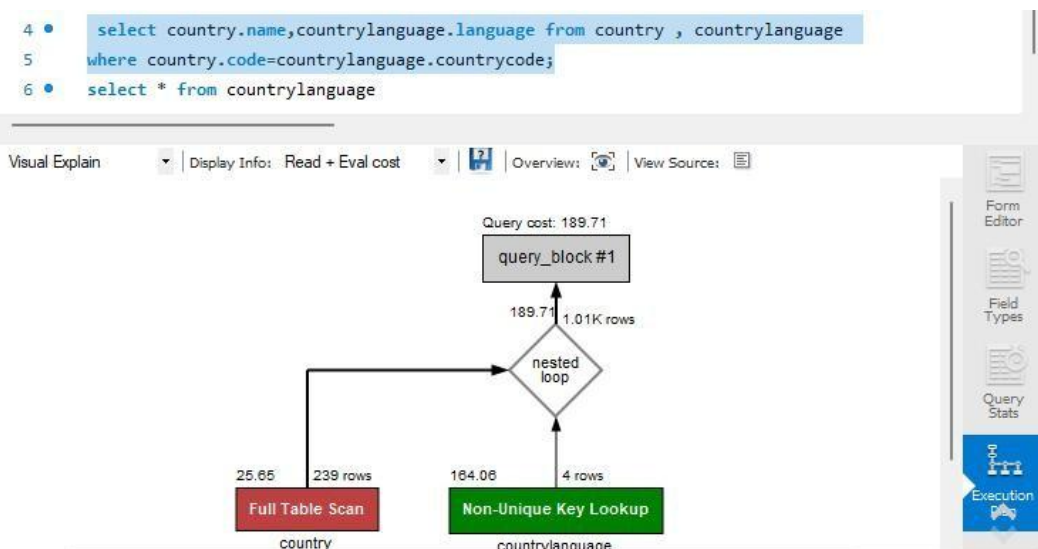 4 select country.name,countrylanguage.language from country , countrylanguage
5 where country.code=countrylanguage.countrycode;
6 select * from countrylanguage
Visual Explain Display Info: Read + Eval cost Overview: View Source:
Form
Editor
Field
Types
Query
Stats
Execution
Plan
Query cost: 189.71
query_block #1
189.71 1.01K rows
nested
loop
25.65 239 rows 164.06 4 rows
Full Table Scan Non-Unique Key Lookup
country countrylanguage